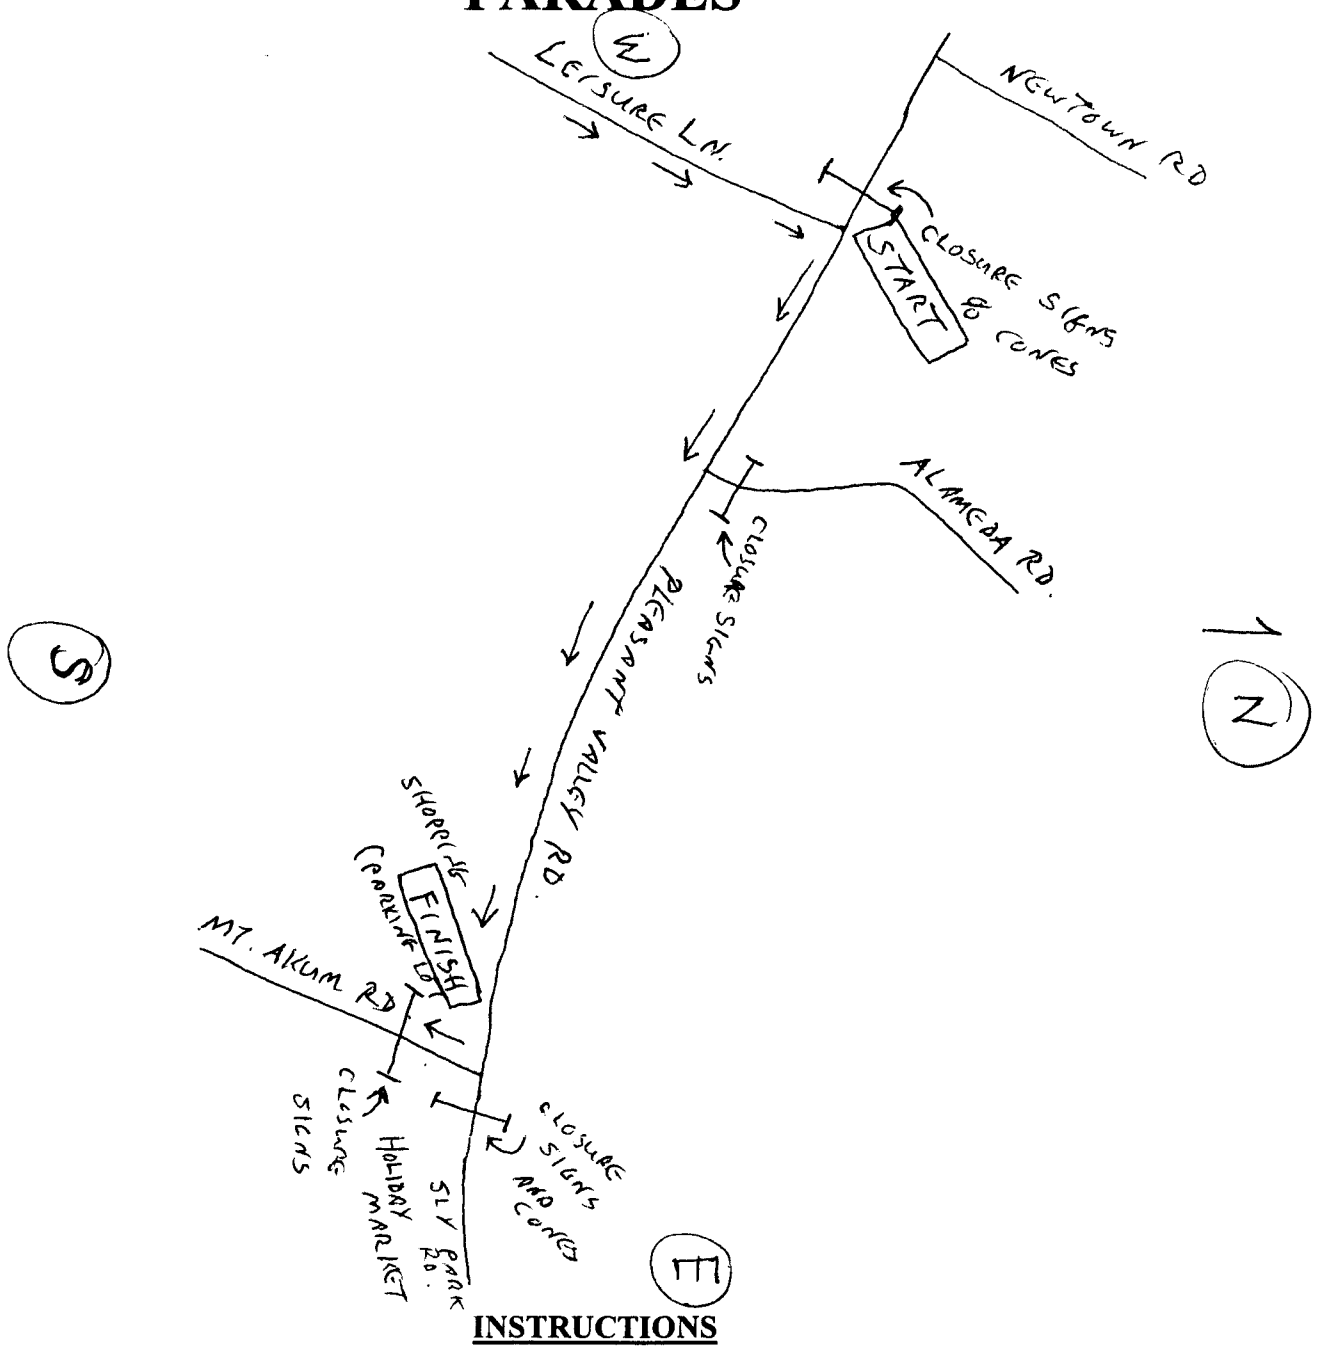 PARADES
W
LEISURE LN.
NEWTOWN RD
START
CLOSURE SIGNS
& CONES
ALAMEDA RD.
CLOSURE SIGNS
PLEASANT VALLEY RD.
S
N
SHOPPING
(PARKING LOT
FINISH
MT. AKUM RD.
CLOSURE
SIGNS
HOLIDAY
MARKET
SLY PARK
RD.
CLOSURE
SIGNS
AND
CONES
E
INSTRUCTIONS